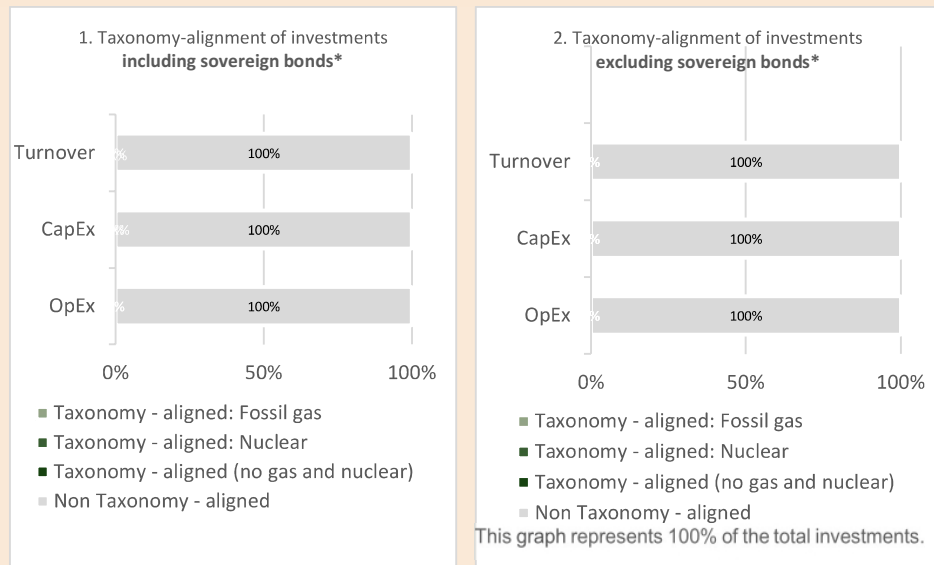 1. Taxonomy-alignment of investments
including sovereign bonds*
Turnover
100%
CapEx
100%
OpEx
100%
0% 50% 100%
Taxonomy - aligned: Fossil gas
Taxonomy - aligned: Nuclear
Taxonomy - aligned (no gas and nuclear)
Non Taxonomy - aligned
2. Taxonomy-alignment of investments
excluding sovereign bonds*
Turnover
% 100%
CapEx
% 100%
OpEx
% 100%
0% 50% 100%
Taxonomy - aligned: Fossil gas
Taxonomy - aligned: Nuclear
Taxonomy - aligned (no gas and nuclear)
Non Taxonomy - aligned
This graph represents 100% of the total investments.